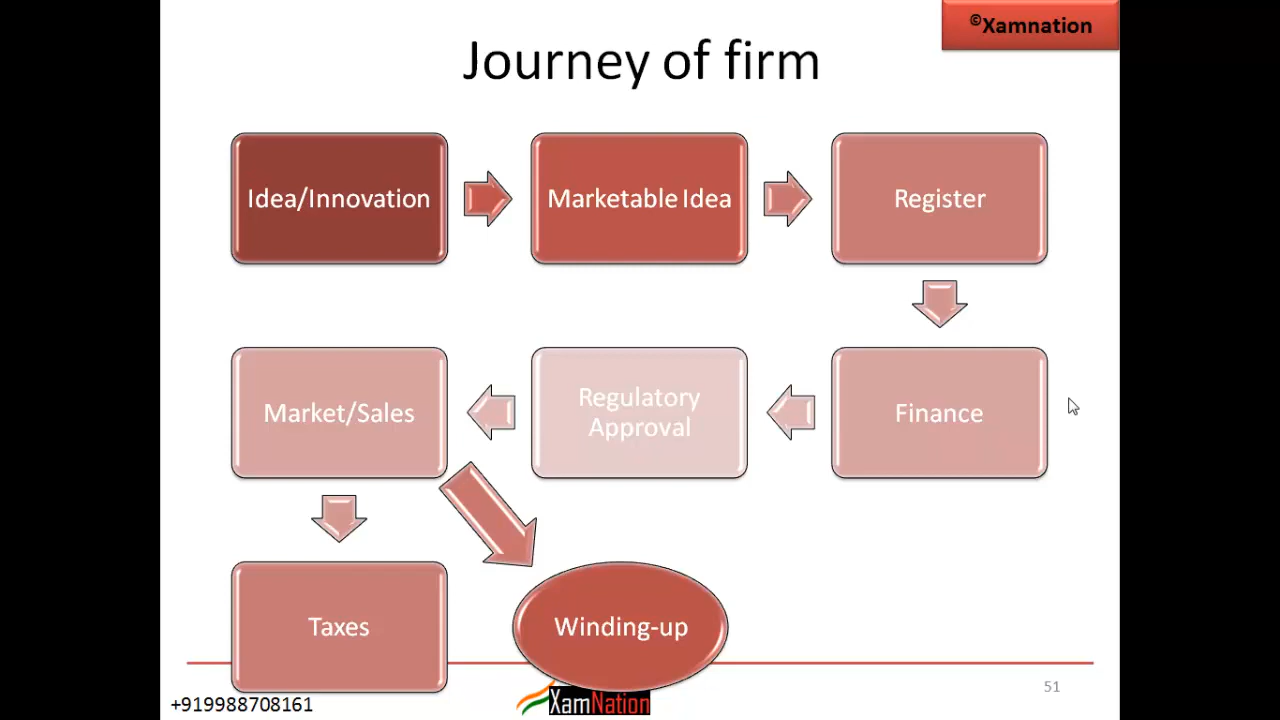 ©Xamnation
Journey of firm
Idea/Innovation
Marketable Idea
Register
Market/Sales
Regulatory
Approval
Finance
Taxes
Winding-up
51
+919988708161
XamNation